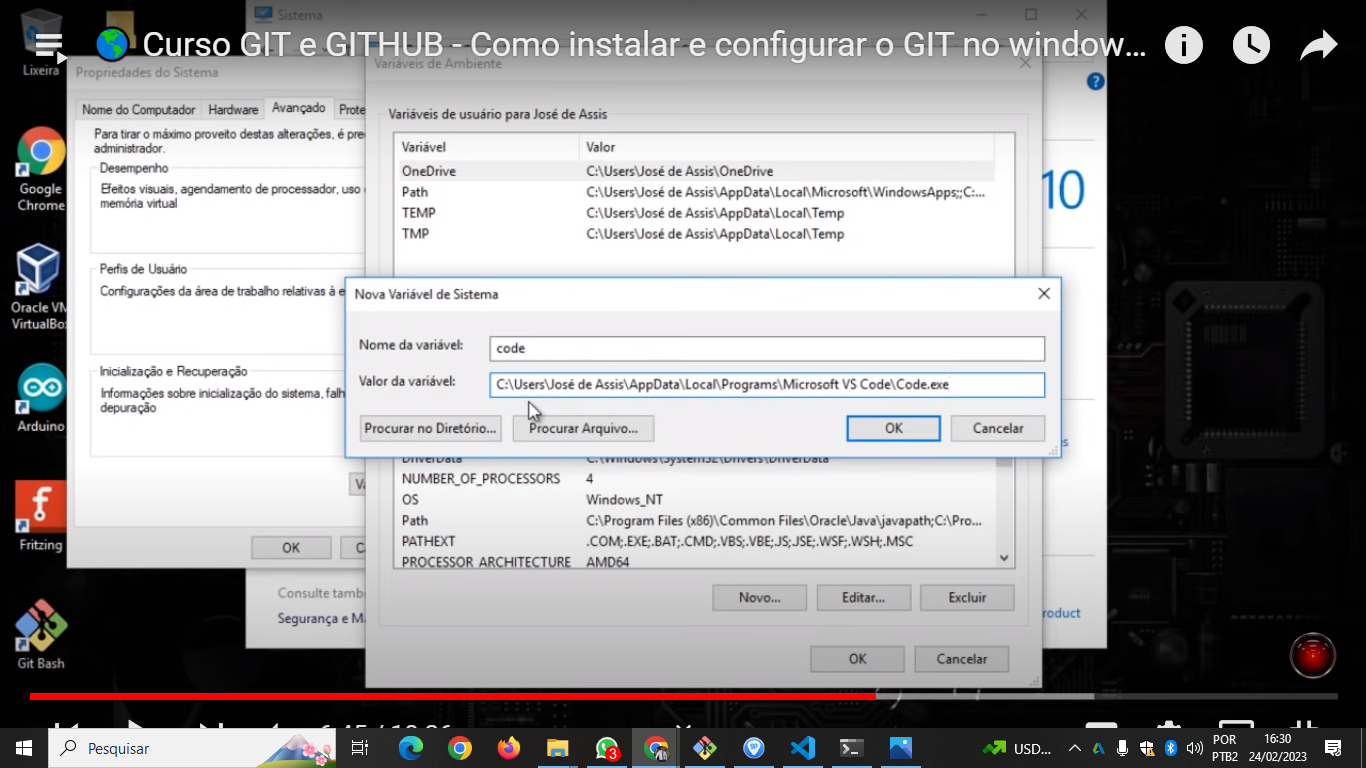 Lixeira
Google
Chrome
Oracle VM
VirtualBox
Arduino
Fritzing
Git Bash
Sistema
Curso GIT e GITHUB - Como instalar e configurar o GIT no window...
Propriedades do Sistema
Nome do Computador
Hardware
Avançado
Para tirar o máximo proveito destas alterações, é
administrador.
Desempenho
Efeitos visuais, agendamento de processador, uso
memória virtual
Perfis de Usuário
Configurações da área de trabalho relativas à
Inicialização e Recuperação
Informações sobre inicialização do sistema,
depuração
OK
Variáveis de Ambiente
Variáveis de usuário para José de Assis
Variável Valor
OneDrive C:\Users\José de Assis\OneDrive
Path C:\Users\José de Assis\AppData\Local\Microsoft\WindowsApps;;C:...
TEMP C:\Users\José de Assis\AppData\Local\Temp
TMP C:\Users\José de Assis\AppData\Local\Temp
10
Nova Variável de Sistema
Nome da variável: code
Valor da variável: C:\Users\José de Assis\AppData\Local\Programs\Microsoft VS Code\Code.exe
Procurar no Diretório... Procurar Arquivo... OK Cancelar
DriverData C:\Windows\System32\Drivers\DriverData
NUMBER_OF_PROCESSORS 4
OS Windows_NT
Path C:\Program Files (x86)\Common Files\Oracle\Java\javapath;C:\Pro...
PATHEXT .COM;.EXE;.BAT;.CMD;.VBS;.VBE;.JS;.JSE;.WSF;.WSH;.MSC
PROCESSOR_ARCHITECTURE AMD64
Novo... Editar... Excluir
OK Cancelar
Consulte
Segurança e
Pesquisar
3
USD...
POR
PTB2
16:30
24/02/2023